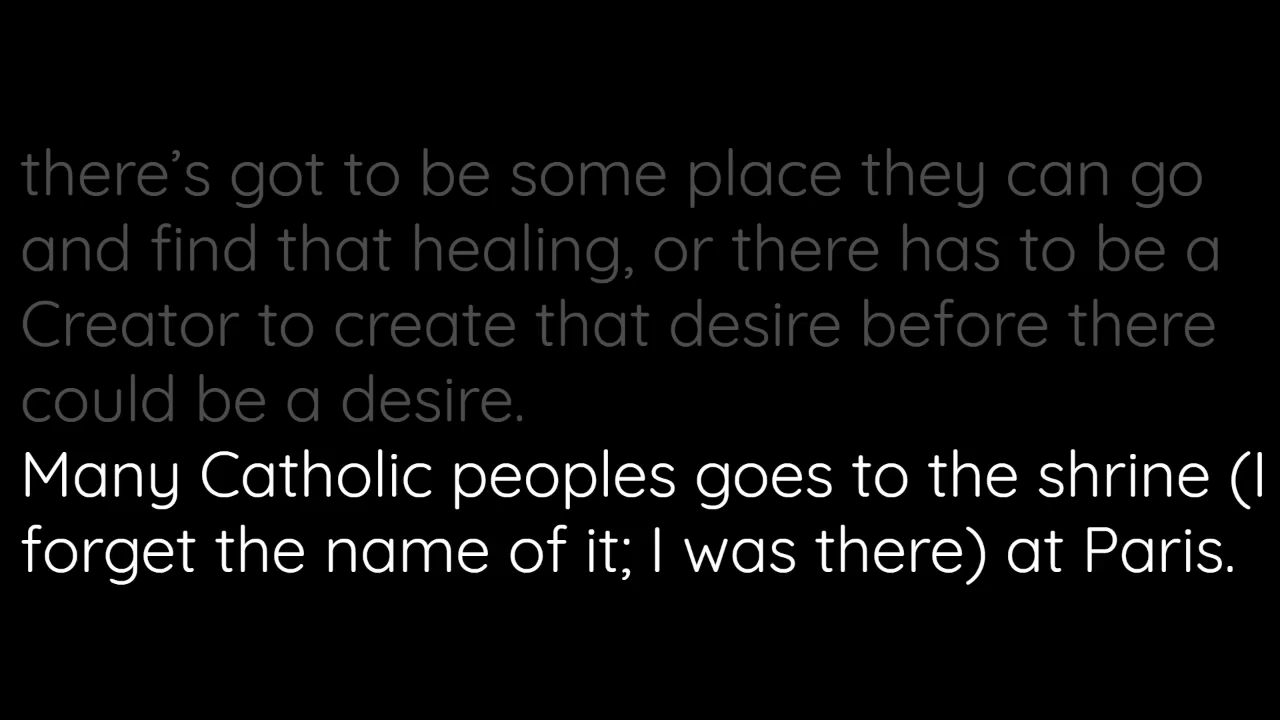 there’s got to be some place they can go
and find that healing, or there has to be a
Creator to create that desire before there
could be a desire.
Many Catholic peoples goes to the shrine (I
forget the name of it; I was there) at Paris.